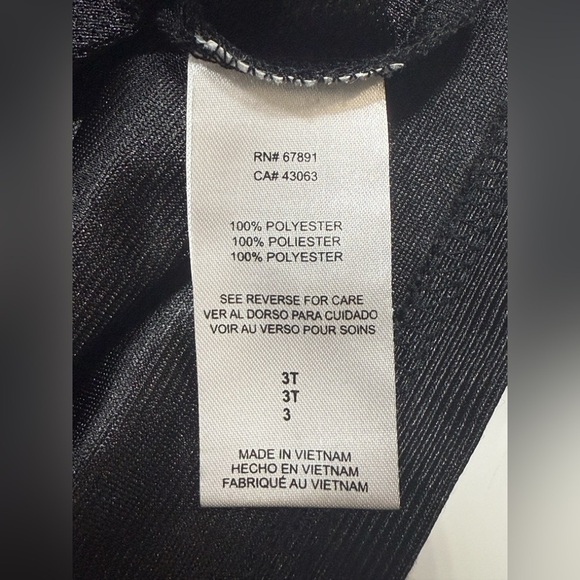 RN# 67891
CA# 43063
100% POLYESTER
100% POLIESTER
100% POLYESTER
SEE REVERSE FOR CARE
VER AL DORSO PARA CUIDADO
VOIR AU VERSO POUR SOINS
3T
3T
3
MADE IN VIETNAM
HECHO EN VIETNAM
FABRIQUÉ AU VIETNAM